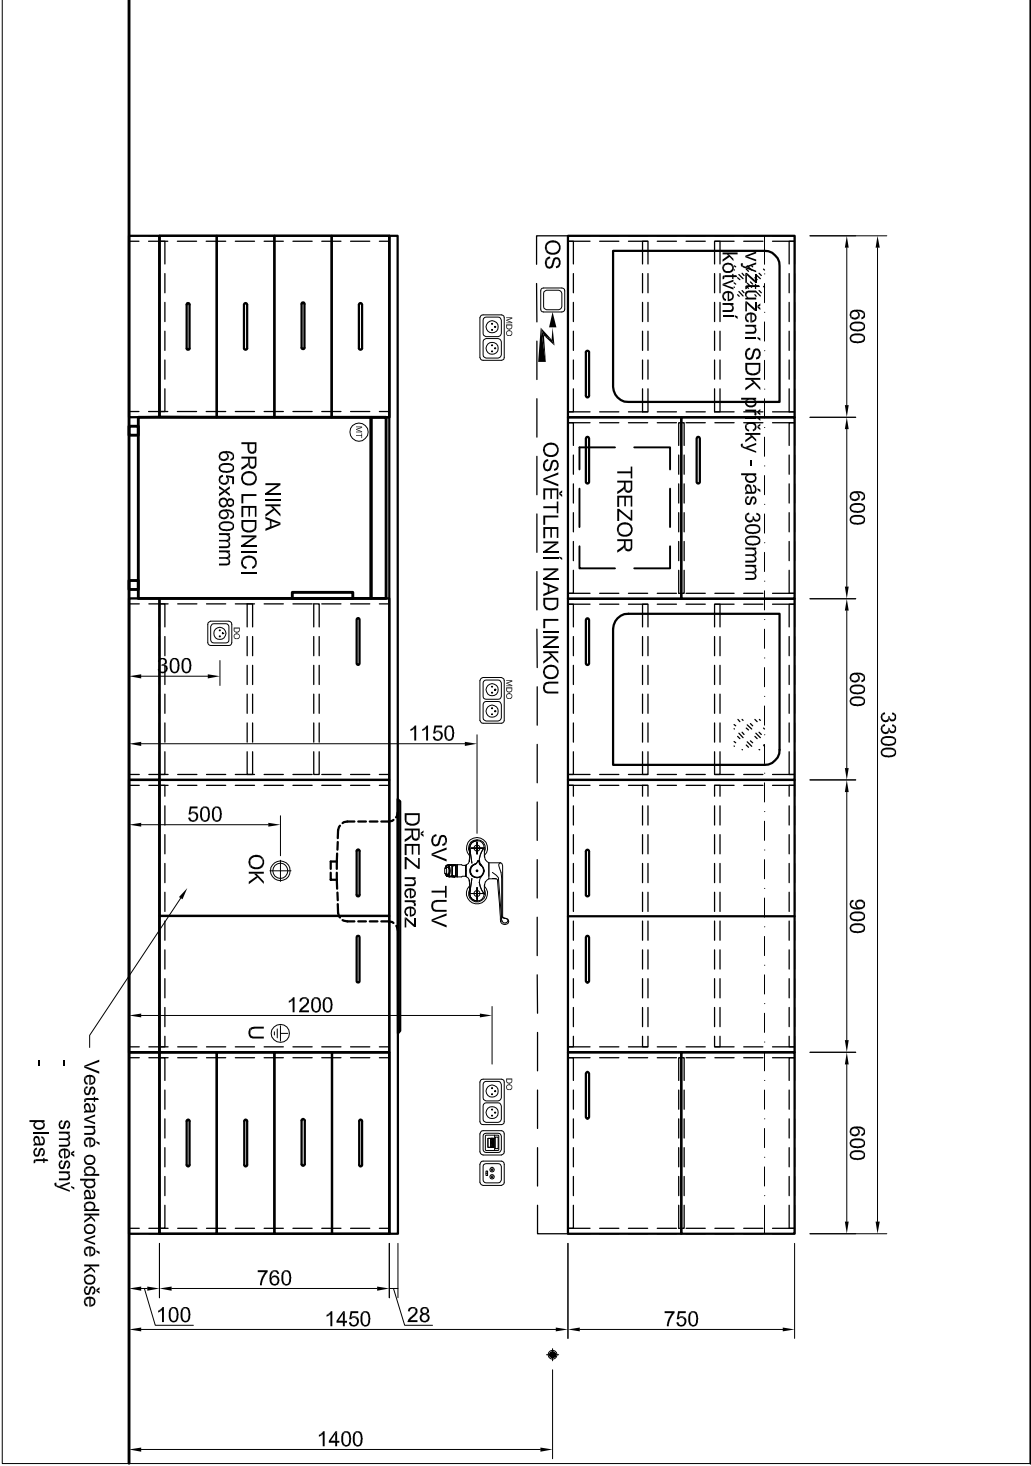 3300
600
600
600
900
600
vyztužení SDK příčky - pás 300mm
kotvení
TREZOR
OS
OSVĚTLENÍ NAD LINKOU
MDO
MDO
DO
1150
SV TUV
DŘEZ nerez
1200
MT
NIKA
PRO LEDNICI
605x860mm
DO
300
500
OK
U
760
100
28
1450
750
1400
Vestavné odpadkové koše
- směsný
- plast